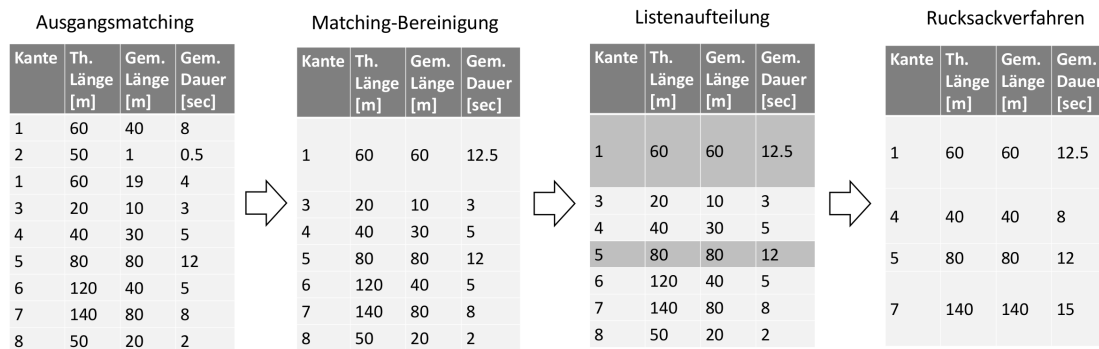 Ausgangsmatching
Kante Th. Länge [m] Gem. Länge [m] Gem. Dauer [sec]
1 60 40 8
2 50 1 0.5
1 60 19 4
3 20 10 3
4 40 30 5
5 80 80 12
6 120 40 5
7 140 80 8
8 50 20 2
Matching-Bereinigung
Kante Th. Länge [m] Gem. Länge [m] Gem. Dauer [sec]
1 60 60 12.5
3 20 10 3
4 40 30 5
5 80 80 12
6 120 40 5
7 140 80 8
8 50 20 2
Listenaufteilung
Kante Th. Länge [m] Gem. Länge [m] Gem. Dauer [sec]
1 60 60 12.5
3 20 10 3
4 40 30 5
5 80 80 12
6 120 40 5
7 140 80 8
8 50 20 2
Rucksackverfahren
Kante Th. Länge [m] Gem. Länge [m] Gem. Dauer [sec]
1 60 60 12.5
4 40 40 8
5 80 80 12
7 140 140 15